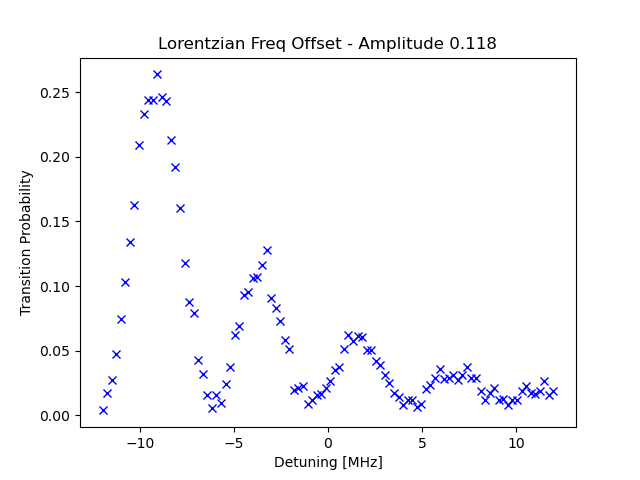 Lorentzian Freq Offset - Amplitude 0.118
Transition Probability
0.25
0.20
0.15
0.10
0.05
0.00
−10 −5 0 5 10
Detuning [MHz]